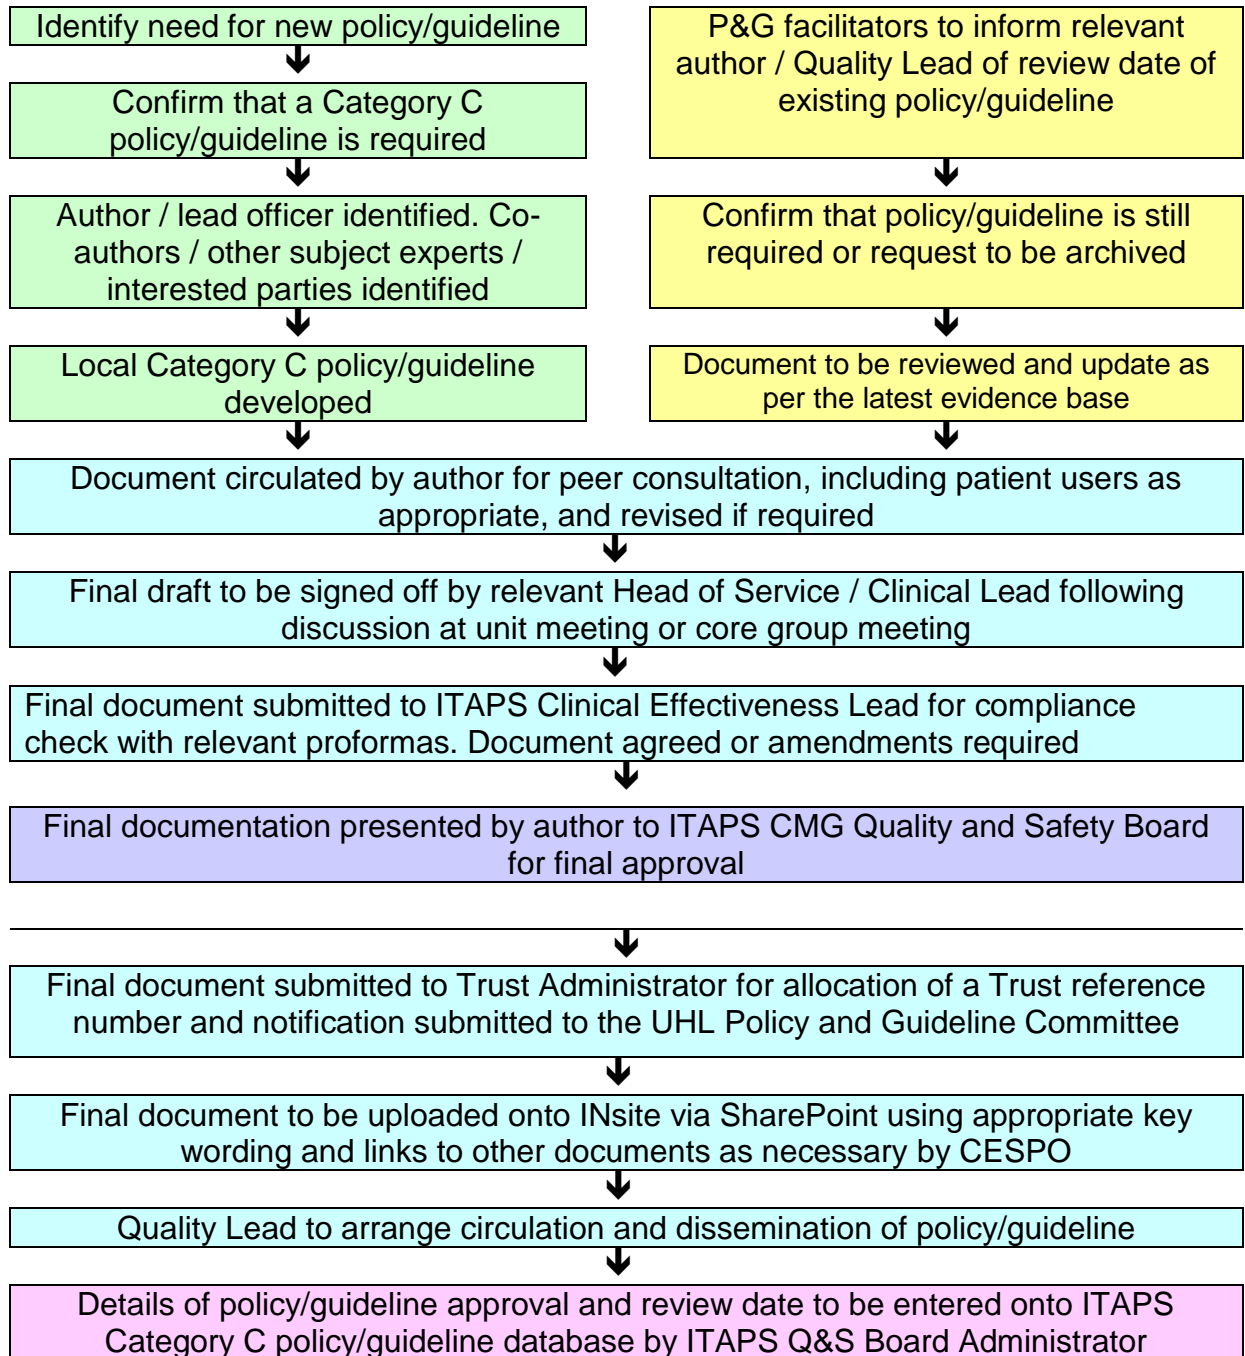 Identify need for new policy/guideline
Confirm that a Category C
policy/guideline is required
Author / lead officer identified. Co-
authors / other subject experts /
interested parties identified
Local Category C policy/guideline
developed
P&G facilitators to inform relevant
author / Quality Lead of review date of
existing policy/guideline
Confirm that policy/guideline is still
required or request to be archived
Document to be reviewed and update as
per the latest evidence base
Document circulated by author for peer consultation, including patient users as
appropriate, and revised if required
Final draft to be signed off by relevant Head of Service / Clinical Lead following
discussion at unit meeting or core group meeting
Final document submitted to ITAPS Clinical Effectiveness Lead for compliance
check with relevant proformas. Document agreed or amendments required
Final documentation presented by author to ITAPS CMG Quality and Safety Board
for final approval
Final document submitted to Trust Administrator for allocation of a Trust reference
number and notification submitted to the UHL Policy and Guideline Committee
Final document to be uploaded onto INsite via SharePoint using appropriate key
wording and links to other documents as necessary by CESPO
Quality Lead to arrange circulation and dissemination of policy/guideline
Details of policy/guideline approval and review date to be entered onto ITAPS
Category C policy/guideline database by ITAPS Q&S Board Administrator